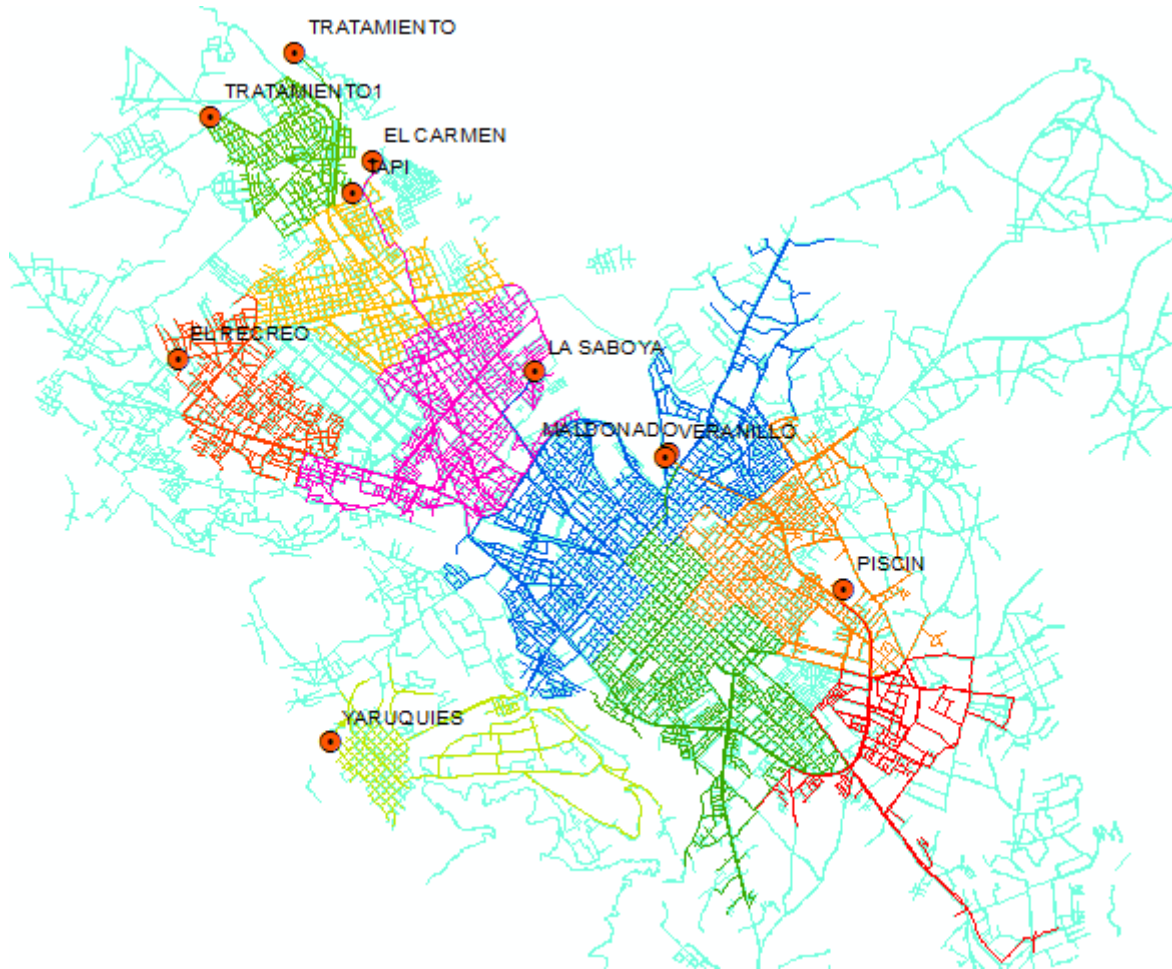 TRATAMIENTO
TRATAMIENTO1
EL CARMEN
TAPI
EL RECREO
LA SABOYA
MALDONADO VERANILLO
PISCIN
YARUQUIES